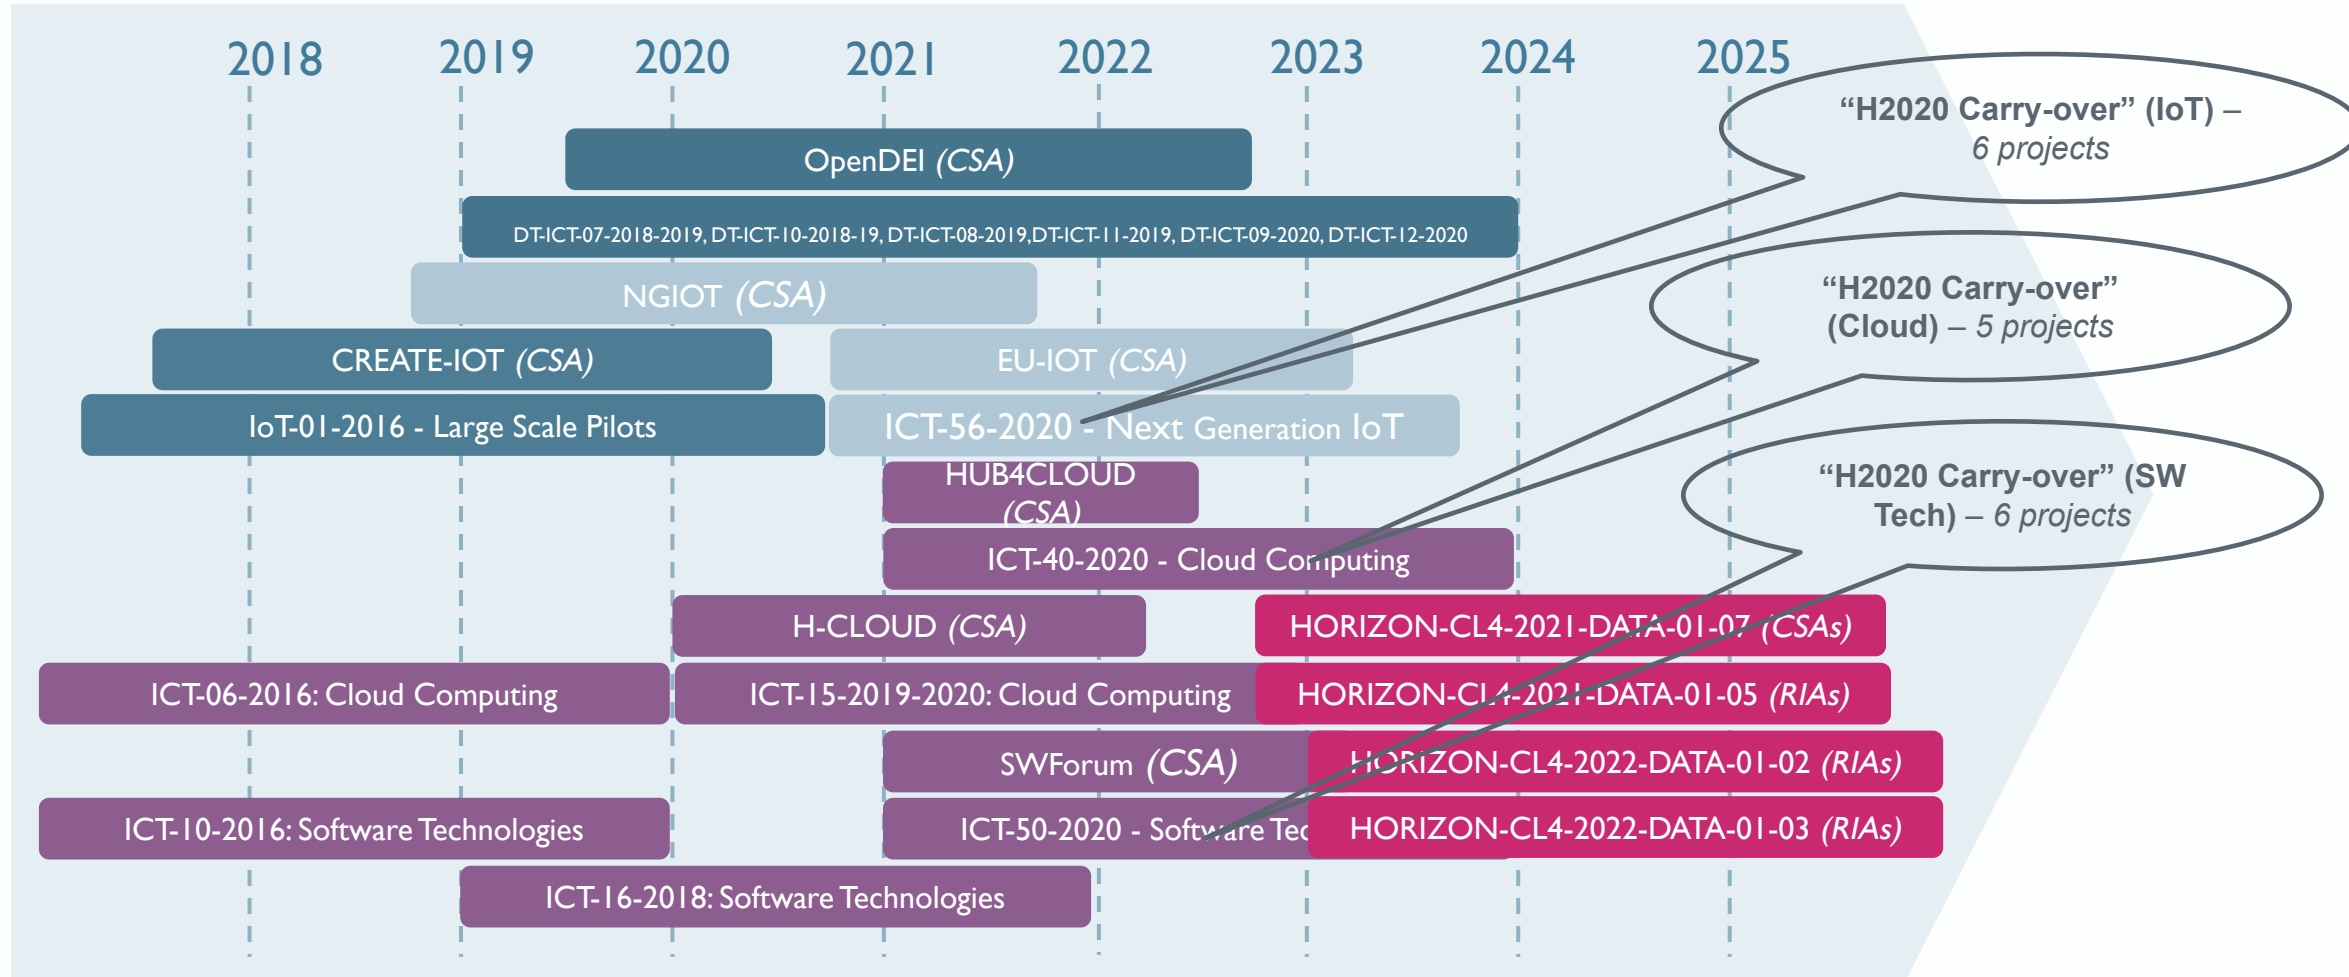 2018 2019 2020 2021 2022 2023 2024 2025
“H2020 Carry-over” (IoT) –
6 projects
OpenDEI (CSA)
DT-ICT-07-2018-2019, DT-ICT-10-2018-19, DT-ICT-08-2019,DT-ICT-11-2019, DT-ICT-09-2020, DT-ICT-12-2020
NGIOT (CSA)
“H2020 Carry-over”
(Cloud) – 5 projects
CREATE-IOT (CSA)
EU-IOT (CSA)
IoT-01-2016 - Large Scale Pilots
ICT-56-2020 - Next Generation IoT
HUB4CLOUD
(CSA)
“H2020 Carry-over” (SW
Tech) – 6 projects
ICT-40-2020 - Cloud Computing
H-CLOUD (CSA)
HORIZON-CL4-2021-DATA-01-07 (CSAs)
ICT-06-2016: Cloud Computing
ICT-15-2019-2020: Cloud Computing
HORIZON-CL4-2021-DATA-01-05 (RIAs)
SWForum (CSA)
HORIZON-CL4-2022-DATA-01-02 (RIAs)
ICT-10-2016: Software Technologies
ICT-50-2020 - Software Tec
HORIZON-CL4-2022-DATA-01-03 (RIAs)
ICT-16-2018: Software Technologies